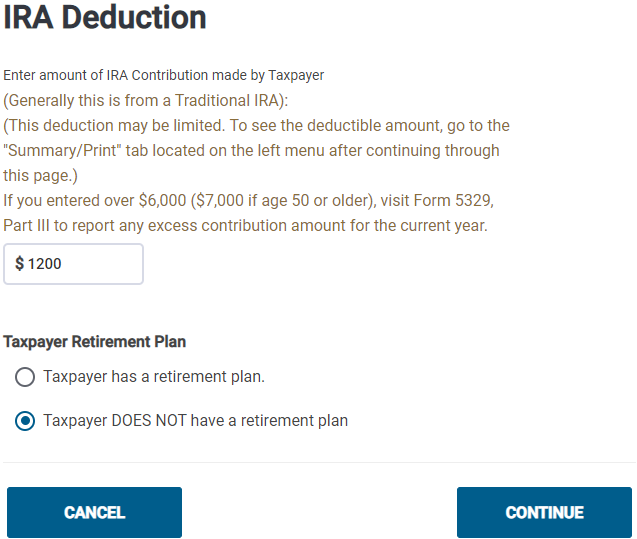 IRA Deduction
Enter amount of IRA Contribution made by Taxpayer
(Generally this is from a Traditional IRA):
(This deduction may be limited. To see the deductible amount, go to the
"Summary/Print" tab located on the left menu after continuing through
this page.)
If you entered over $6,000 ($7,000 if age 50 or older), visit Form 5329,
Part III to report any excess contribution amount for the current year.
$ 1200
Taxpayer Retirement Plan
Taxpayer has a retirement plan.
Taxpayer DOES NOT have a retirement plan
CANCEL
CONTINUE